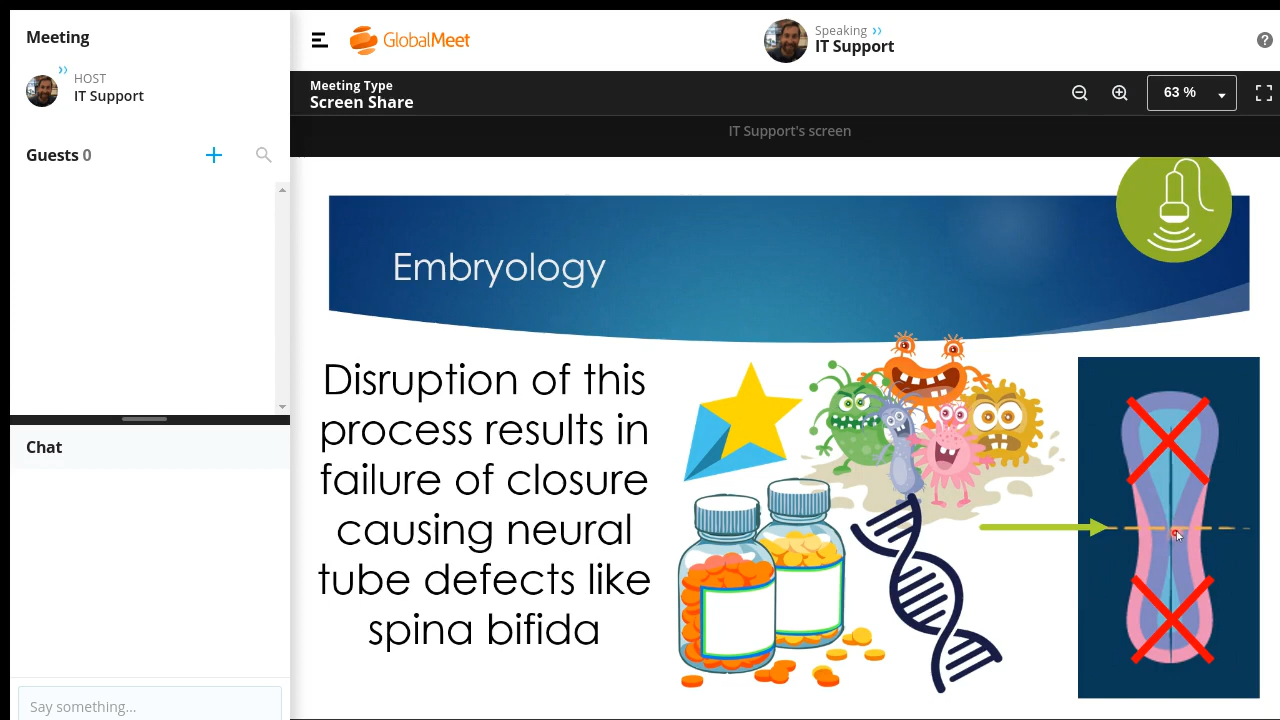 Meeting
HOST
IT Support
Guests 0
Chat
Say something...
GlobalMeet
Speaking
IT Support
Meeting Type
Screen Share
63 %
IT Support's screen
Embryology
Disruption of this
process results in
failure of closure
causing neural
tube defects like
spina bifida